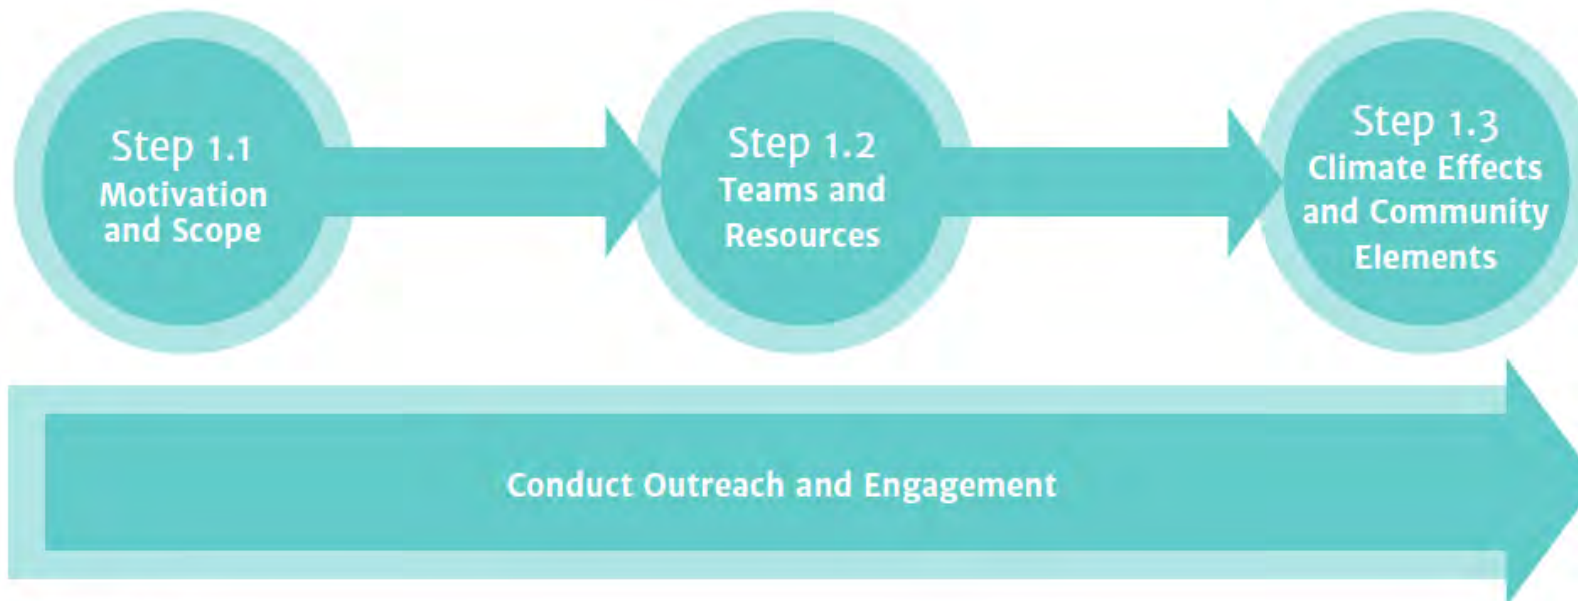 Step 1.1
Motivation
and Scope
Step 1.2
Teams and
Resources
Step 1.3
Climate Effects
and Community
Elements
Conduct Outreach and Engagement